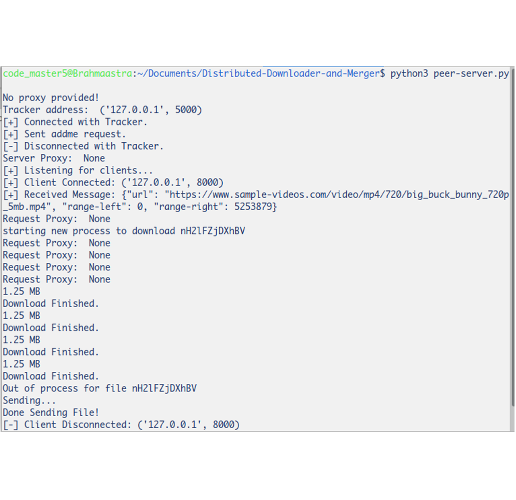 code_master5@Brahmaastra:~/Documents/Distributed-Downloader-and-Merger$ python3 peer-server.py
No proxy provided!
Tracker address:  ('127.0.0.1', 5000)
[+] Connected with Tracker.
[+] Sent addme request.
[-] Disconnected with Tracker.
Server Proxy:  None
[+] Listening for clients...
[+] Client Connected: ('127.0.0.1', 8000)
[+] Received Message: {"url": "https://www.sample-videos.com/video/mp4/720/big_buck_bunny_720p
_5mb.mp4", "range-left": 0, "range-right": 5253879}
Request Proxy:  None
starting new process to download nH2lFZjDXhBV
Request Proxy:  None
Request Proxy:  None
Request Proxy:  None
Request Proxy:  None
1.25 MB
Download Finished.
1.25 MB
Download Finished.
1.25 MB
Download Finished.
1.25 MB
Download Finished.
Out of process for file nH2lFZjDXhBV
Sending...
Done Sending File!
[-] Client Disconnected: ('127.0.0.1', 8000)